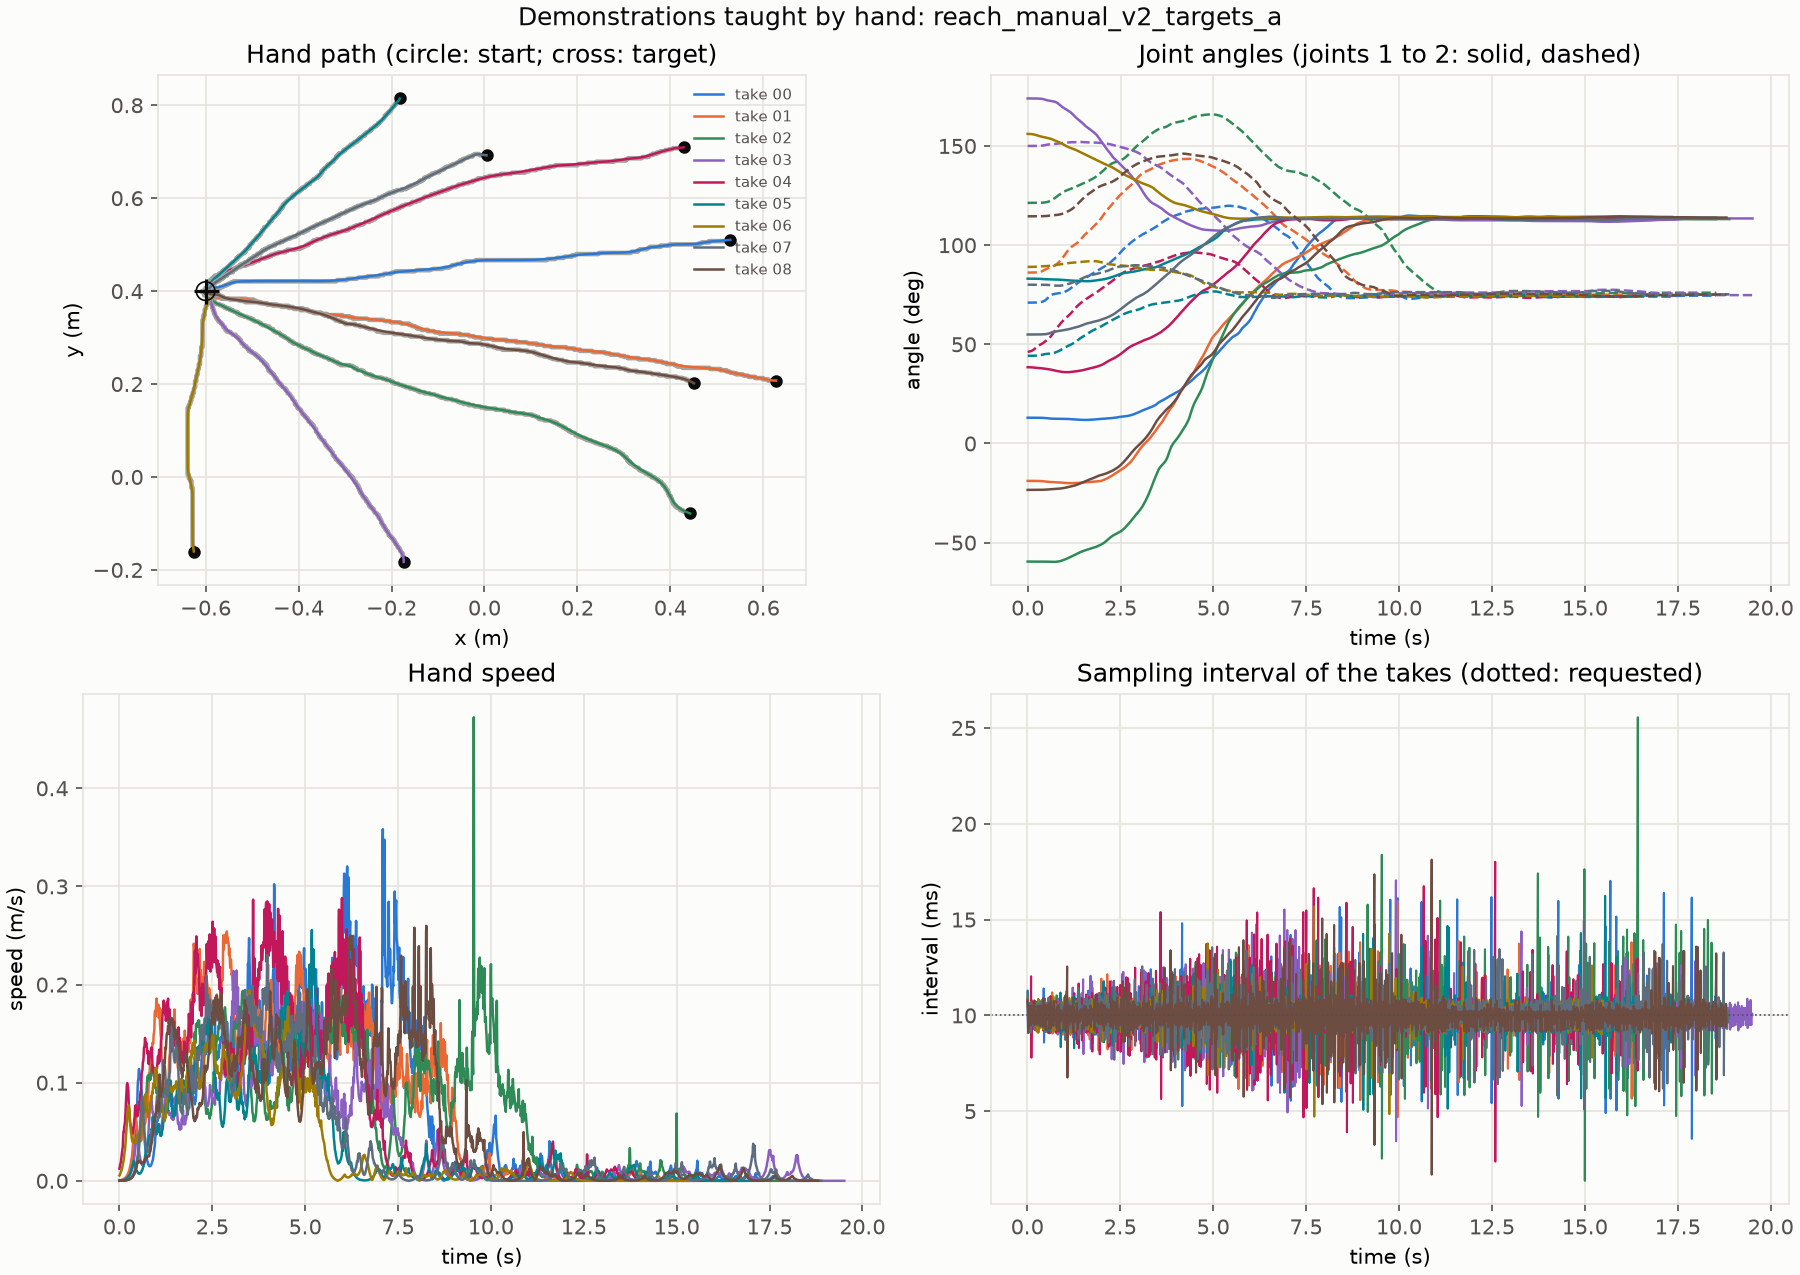 Demonstrations taught by hand: reach_manual_v2_targets_a
Hand path (circle: start; cross: target)
0.8
0.6
0.4
0.2
0.0
−0.2
y (m)
−0.6
−0.4
−0.2
0.0
0.2
0.4
0.6
x (m)
take 00
take 01
take 02
take 03
take 04
take 05
take 06
take 07
take 08
Joint angles (joints 1 to 2: solid, dashed)
150
100
50
0
−50
angle (deg)
0.0
2.5
5.0
7.5
10.0
12.5
15.0
17.5
20.0
time (s)
Hand speed
0.4
0.3
0.2
0.1
0.0
speed (m/s)
0.0
2.5
5.0
7.5
10.0
12.5
15.0
17.5
20.0
time (s)
Sampling interval of the takes (dotted: requested)
25
20
15
10
5
interval (ms)
0.0
2.5
5.0
7.5
10.0
12.5
15.0
17.5
20.0
time (s)